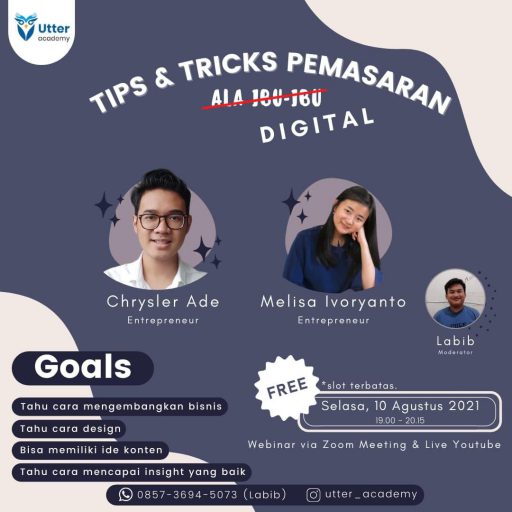 Utter
academy
TIPS & TRICKS PEMASARAN
ALA IBU-IBU
DIGITAL
Chrysler Ade
Entrepreneur
Melisa Ivoryanto
Entrepreneur
Labib
Moderator
Goals
Tahu cara mengembangkan bisnis
Tahu cara design
Bisa memiliki ide konten
Tahu cara mencapai insight yang baik
FREE
*slot terbatas.
Selasa, 10 Agustus 2021
19.00 - 20.15
Webinar via Zoom Meeting & Live Youtube
0857-3694-5073 (Labib)
utter_academy